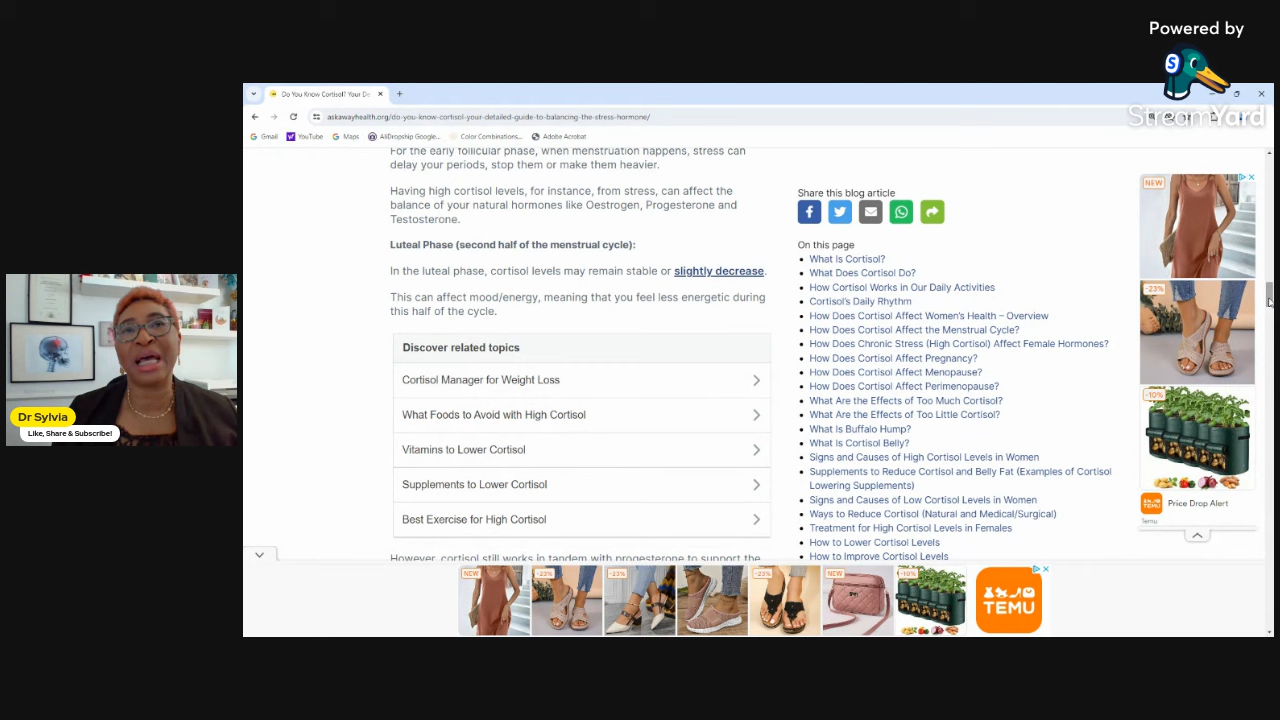 Powered by
S
StreamYard
Do You Know Cortisol? Your De
askawayhealth.org/do-you-know-cortisol-your-detailed-guide-to-balancing-the-stress-hormone/
Gmail YouTube Maps AliDropship Google... Color Combinations... Adobe Acrobat
For the early follicular phase, when menstruation happens, stress can
delay your periods, stop them or make them heavier.
Having high cortisol levels, for instance, from stress, can affect the
balance of your natural hormones like Oestrogen, Progesterone and
Testosterone.
Luteal Phase (second half of the menstrual cycle):
In the luteal phase, cortisol levels may remain stable or slightly decrease.
This can affect mood/energy, meaning that you feel less energetic during
this half of the cycle.
Discover related topics
Cortisol Manager for Weight Loss
What Foods to Avoid with High Cortisol
Vitamins to Lower Cortisol
Supplements to Lower Cortisol
Best Exercise for High Cortisol
However, cortisol still works in tandem with progesterone to support the
Share this blog article
On this page
What Is Cortisol?
What Does Cortisol Do?
How Cortisol Works in Our Daily Activities
Cortisol's Daily Rhythm
How Does Cortisol Affect Women's Health – Overview
How Does Cortisol Affect the Menstrual Cycle?
How Does Chronic Stress (High Cortisol) Affect Female Hormones?
How Does Cortisol Affect Pregnancy?
How Does Cortisol Affect Menopause?
How Does Cortisol Affect Perimenopause?
What Are the Effects of Too Much Cortisol?
What Are the Effects of Too Little Cortisol?
What Is Buffalo Hump?
What Is Cortisol Belly?
Signs and Causes of High Cortisol Levels in Women
Supplements to Reduce Cortisol and Belly Fat (Examples of Cortisol
Lowering Supplements)
Signs and Causes of Low Cortisol Levels in Women
Ways to Reduce Cortisol (Natural and Medical/Surgical)
Treatment for High Cortisol Levels in Females
How to Lower Cortisol Levels
How to Improve Cortisol Levels
NEW
-23%
-10%
Price Drop Alert
TEMU
Temu
NEW -23% -23% -23% NEW -10%
TEMU
Dr Sylvia
Like, Share & Subscribe!